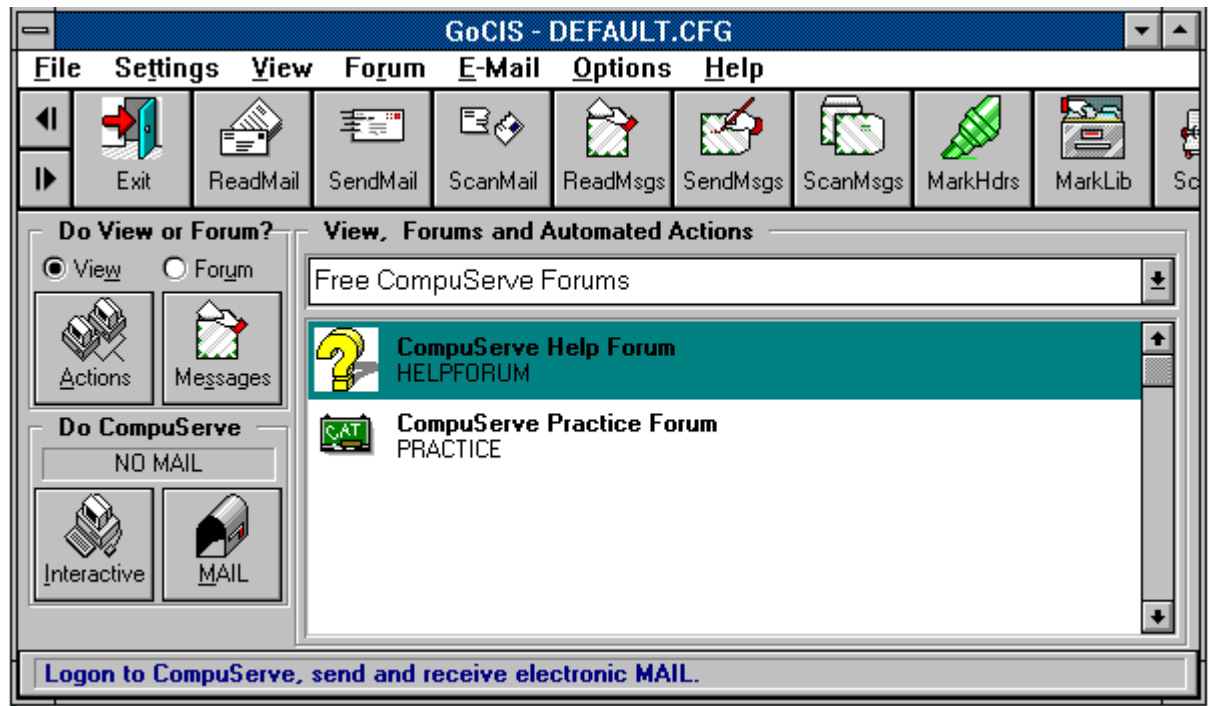 GoCIS - DEFAULT.CFG
File Settings View Forum E-Mail Options Help
Exit ReadMail SendMail ScanMail ReadMsgs SendMsgs ScanMsgs MarkHdrs MarkLib Sc
Do View or Forum?
View Forum
Actions Messages
Do CompuServe
NO MAIL
Interactive MAIL
View, Forums and Automated Actions
Free CompuServe Forums
CompuServe Help Forum
HELPFORUM
CAT
CompuServe Practice Forum
PRACTICE
Logon to CompuServe, send and receive electronic MAIL.